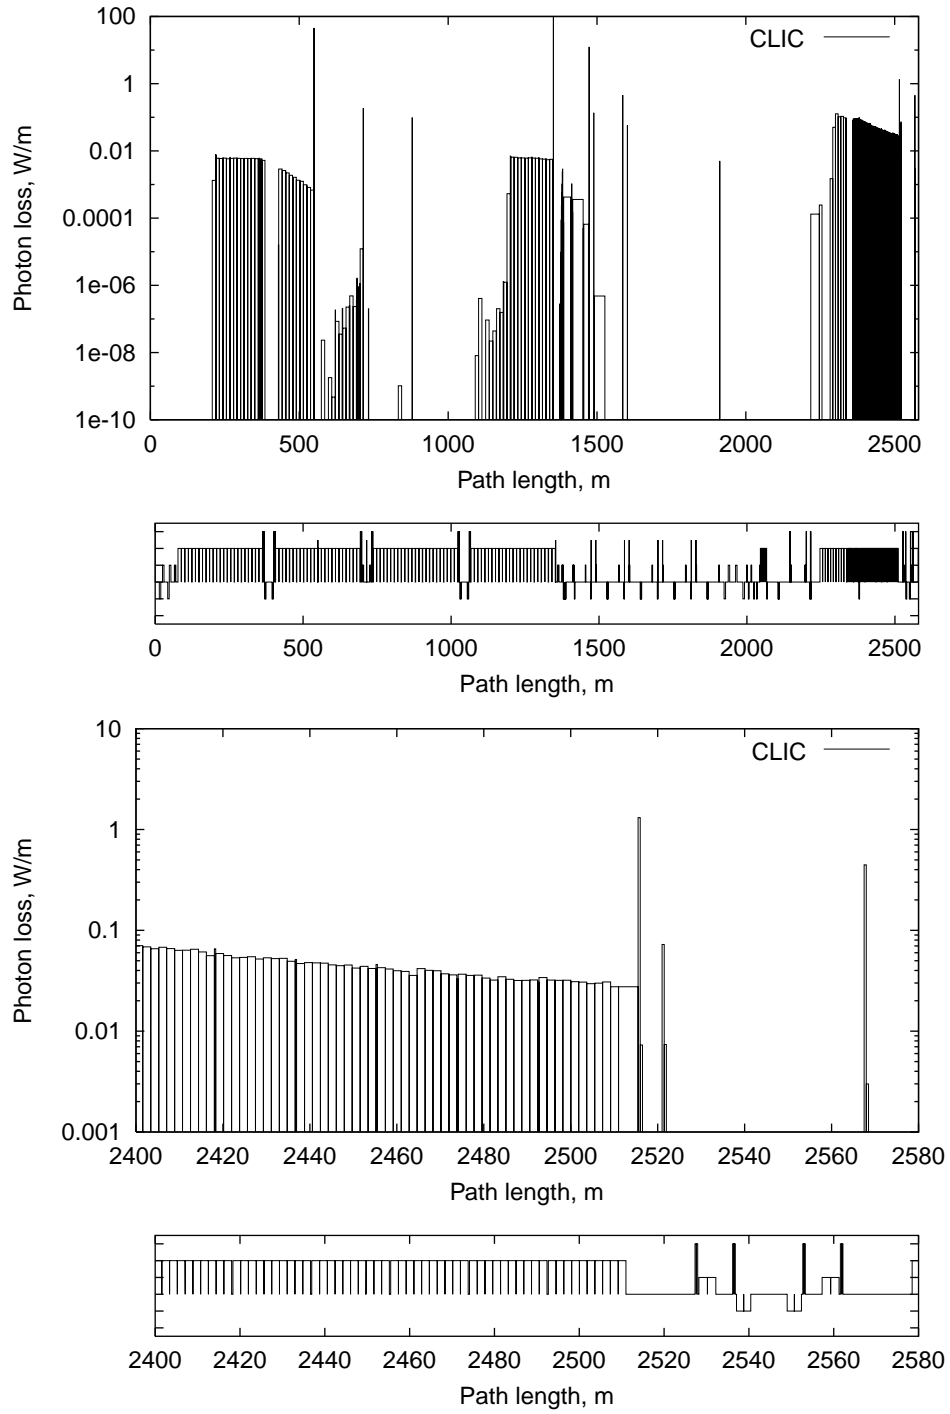 100
CLIC
1
0.01
0.0001
1e-06
1e-08
1e-10
Photon loss, W/m
0 500 1000 1500 2000 2500
Path length, m
0 500 1000 1500 2000 2500
Path length, m
10
CLIC
1
0.1
0.01
0.001
Photon loss, W/m
2400 2420 2440 2460 2480 2500 2520 2540 2560 2580
Path length, m
2400 2420 2440 2460 2480 2500 2520 2540 2560 2580
Path length, m